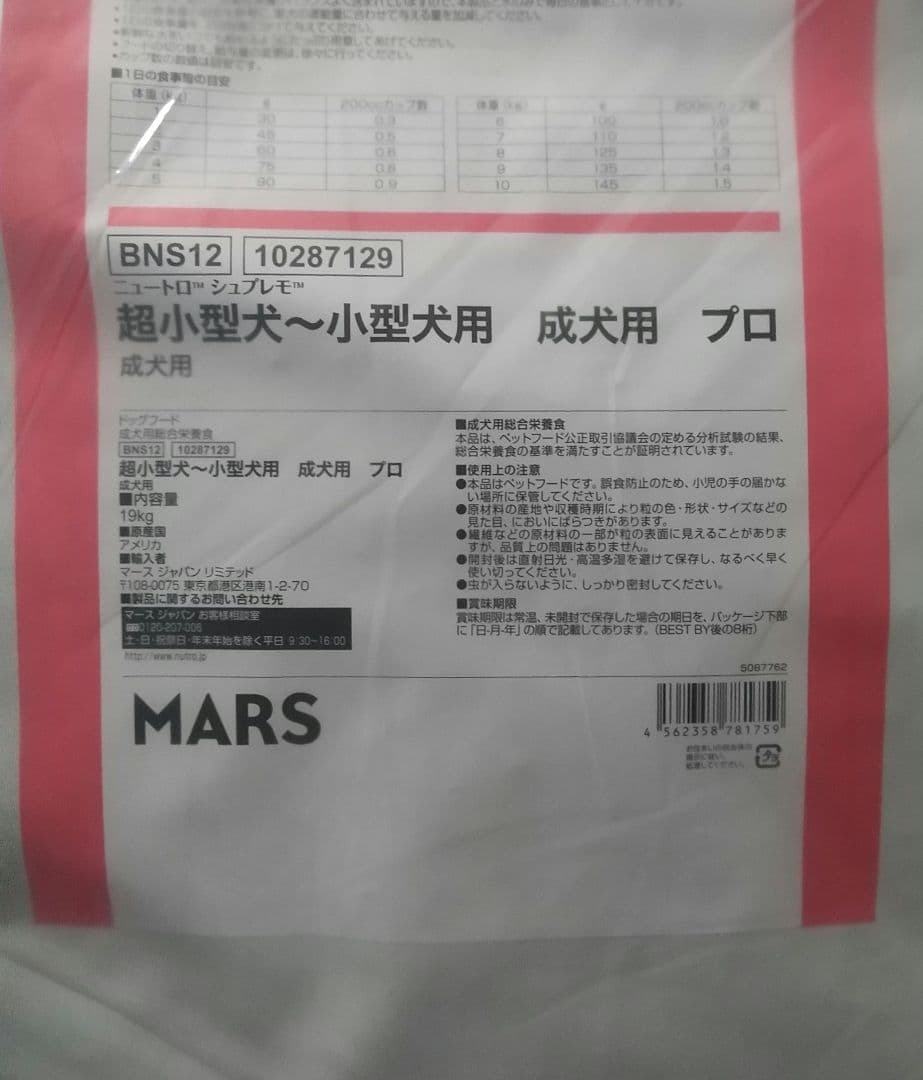 ■1日の食事量の目安
体重(kg) g 200ccカップ数 体重(kg) g 200ccカップ数
30 0.3 6 100 1.0
45 0.5 7 110 1.2
3 60 0.6 8 125 1.3
4 75 0.8 9 135 1.4
5 90 0.9 10 145 1.5
BNS12 10287129
ニュートロ™ シュプレモ™
超小型犬～小型犬用 成犬用 プロ
成犬用
ドッグフード
成犬用総合栄養食
BNS12 10287129
超小型犬～小型犬用 成犬用 プロ
成犬用
■内容量
19kg
■原産国
アメリカ
■輸入者
マース ジャパン リミテッド
〒108-0075 東京都港区港南1-2-70
■製品に関するお問い合わせ先
マース ジャパン お客様相談室
0120-207-006
土・日・祝祭日・年末年始を除く平日 9:30～16:00
http://www.nutro.jp
■成犬用総合栄養食
本品は、ペットフード公正取引協議会の定める分析試験の結果、
総合栄養食の基準を満たすことが証明されています。
■使用上の注意
●本品はペットフードです。誤食防止のため、小児の手の届かな
い場所に保管してください。
●原材料の産地や収穫時期により粒の色・形状・サイズなどの
見た目、においにばらつきがあります。
●繊維などの原材料の一部が粒の表面に見えることがありま
すが、品質上の問題はありません。
●開封後は直射日光・高温多湿を避けて保存し、なるべく早く
使い切ってください。
●虫が入らないように、しっかり密封してください。
■賞味期限
賞味期限は常温、未開封で保存した場合の期日を、パッケージ下部
に「日-月-年」の順で記載してあります。(BEST BY後の8桁)
5087762
MARS
4 562358 781759
お住まいの自治体の
指示に従い、
処理してください。